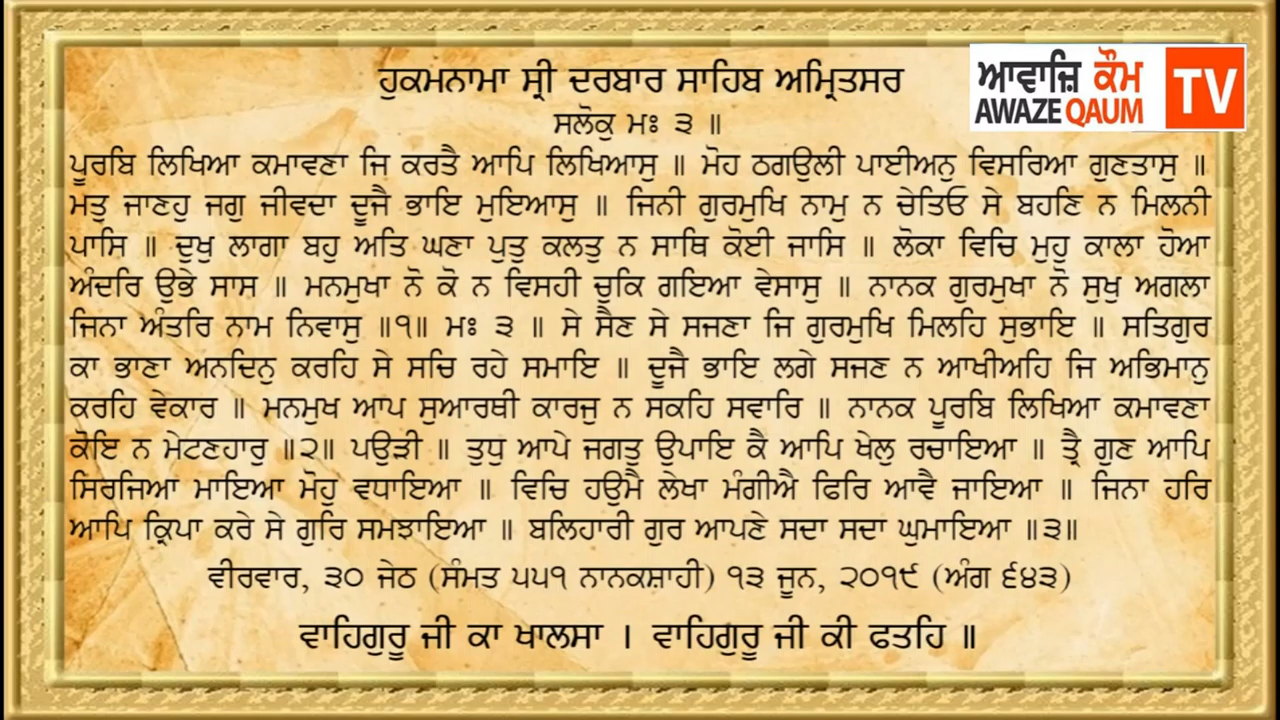 ਹੁਕਮਨਾਮਾ ਸ੍ਰੀ ਦਰਬਾਰ ਸਾਹਿਬ ਅਮ੍ਰਿਤਸਰ
ਆਵਾਜ਼ਿ ਕੌਮ
AWAZE QAUM
TV
ਸਲੋਕੁ ਮਃ ੩ ॥
ਪੂਰਬਿ ਲਿਖਿਆ ਕਮਾਵਣਾ ਜਿ ਕਰਤੈ ਆਪਿ ਲਿਖਿਆਸੁ ॥ ਮੋਹ ਠਗਉਲੀ ਪਾਈਅਨੁ ਵਿਸਰਿਆ ਗੁਣਤਾਸੁ ॥
ਮਤੁ ਜਾਣਹੁ ਜਗੁ ਜੀਵਦਾ ਦੂਜੈ ਭਾਇ ਮੁਇਆਸੁ ॥ ਜਿਨੀ ਗੁਰਮੁਖਿ ਨਾਮੁ ਨ ਚੇਤਿਓ ਸੇ ਬਹਣਿ ਨ ਮਿਲਨੀ
ਪਾਸਿ ॥ ਦੁਖੁ ਲਾਗਾ ਬਹੁ ਅਤਿ ਘਣਾ ਪੁਤੁ ਕਲਤੁ ਨ ਸਾਥਿ ਕੋਈ ਜਾਸਿ ॥ ਲੋਕਾ ਵਿਚਿ ਮੁਹੁ ਕਾਲਾ ਹੋਆ
ਅੰਦਰਿ ਉਭੇ ਸਾਸ ॥ ਮਨਮੁਖਾ ਨੋ ਕੋ ਨ ਵਿਸਹੀ ਚੁਕਿ ਗਇਆ ਵੇਸਾਸੁ ॥ ਨਾਨਕ ਗੁਰਮੁਖਾ ਨੋ ਸੁਖੁ ਅਗਲਾ
ਜਿਨਾ ਅੰਤਰਿ ਨਾਮ ਨਿਵਾਸੁ ॥੧॥ ਮਃ ੩ ॥ ਸੇ ਸੈਣ ਸੇ ਸਜਣਾ ਜਿ ਗੁਰਮੁਖਿ ਮਿਲਹਿ ਸੁਭਾਇ ॥ ਸਤਿਗੁਰ
ਕਾ ਭਾਣਾ ਅਨਦਿਨੁ ਕਰਹਿ ਸੇ ਸਚਿ ਰਹੇ ਸਮਾਇ ॥ ਦੂਜੈ ਭਾਇ ਲਗੇ ਸਜਣ ਨ ਆਖੀਅਹਿ ਜਿ ਅਭਿਮਾਨੁ
ਕਰਹਿ ਵੇਕਾਰ ॥ ਮਨਮੁਖ ਆਪ ਸੁਆਰਥੀ ਕਾਰਜੁ ਨ ਸਕਹਿ ਸਵਾਰਿ ॥ ਨਾਨਕ ਪੂਰਬਿ ਲਿਖਿਆ ਕਮਾਵਣਾ
ਕੋਇ ਨ ਮੇਟਣਹਾਰੁ ॥੨॥ ਪਉੜੀ ॥ ਤੁਧੁ ਆਪੇ ਜਗਤੁ ਉਪਾਇ ਕੈ ਆਪਿ ਖੇਲੁ ਰਚਾਇਆ ॥ ਤ੍ਰੈ ਗੁਣ ਆਪਿ
ਸਿਰਜਿਆ ਮਾਇਆ ਮੋਹੁ ਵਧਾਇਆ ॥ ਵਿਚਿ ਹਉਮੈ ਲੇਖਾ ਮੰਗੀਐ ਫਿਰਿ ਆਵੈ ਜਾਇਆ ॥ ਜਿਨਾ ਹਰਿ
ਆਪਿ ਕ੍ਰਿਪਾ ਕਰੇ ਸੇ ਗੁਰਿ ਸਮਝਾਇਆ ॥ ਬਲਿਹਾਰੀ ਗੁਰ ਆਪਣੇ ਸਦਾ ਸਦਾ ਘੁਮਾਇਆ ॥੩॥
ਵੀਰਵਾਰ, ੩੦ ਜੇਠ (ਸੰਮਤ ੫੫੧ ਨਾਨਕਸ਼ਾਹੀ) ੧੩ ਜੂਨ, ੨੦੧੯ (ਅੰਗ ੬੪੩)
ਵਾਹਿਗੁਰੂ ਜੀ ਕਾ ਖਾਲਸਾ । ਵਾਹਿਗੁਰੂ ਜੀ ਕੀ ਫਤਹਿ ॥